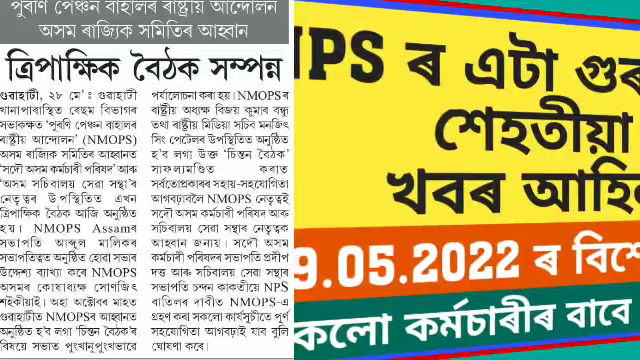 পুৰণি পেঞ্চন বাহালৰ ৰাষ্ট্ৰীয় আন্দোলন
অসম ৰাজ্যিক সমিতিৰ আহ্বান
ত্ৰিপাক্ষিক বৈঠক সম্পন্ন
গুৱাহাটী, ২৮ মে' ঃ গুৱাহাটী
খানাপাৰাস্থিত ৰেছম বিভাগৰ
সভাকক্ষত 'পুৰণি পেঞ্চন বাহালৰ
ৰাষ্ট্ৰীয় আন্দোলন' (NMOPS)
অসম ৰাজ্যিক সমিতিৰ আহ্বানত
'সদৌ অসম কৰ্মচাৰী পৰিষদ' আৰু
'অসম সচিবালয় সেৱা সন্থা'ৰ
নেতৃত্বৰ উপস্থিতিত এখন
ত্ৰিপাক্ষিক বৈঠক আজি অনুষ্ঠিত
হয়। NMOPS Assamৰ
সভাপতি আব্দুল মালিকৰ
সভাপতিত্বত অনুষ্ঠিত হোৱা সভাৰ
উদ্দেশ্য ব্যাখ্যা কৰে NMOPS
অসমৰ কোষাধ্যক্ষ সোণজিৎ
শইকীয়াই। অহা অক্টোবৰ মাহত
গুৱাহাটীত NMOPSৰ আহ্বানত
অনুষ্ঠিত হ'ব লগা 'চিন্তন বৈঠক'ৰ
বিষয়ে সভাত পুংখানুপুংখভাৱে
পৰ্যালোচনা কৰা হয়। NMOPSৰ
ৰাষ্ট্ৰীয় অধ্যক্ষ বিজয় কুমাৰ বন্ধু
তথা ৰাষ্ট্ৰীয় মিডিয়া সচিব মনজিৎ
সিং পেটেলৰ উপস্থিতিত অনুষ্ঠিত
হ'ব লগা উক্ত 'চিন্তন বৈঠক'
সাফল্যমণ্ডিত কৰাত
সৰ্বতোপ্ৰকাৰৰ সহায়-সহযোগিতা
আগবঢ়াবলৈ NMOPS নেতৃত্বই
সদৌ অসম কৰ্মচাৰী পৰিষদ আৰু
সচিবালয় সেৱা সন্থাৰ নেতৃত্বক
আহ্বান জনায়। সদৌ অসম
কৰ্মচাৰী পৰিষদৰ সভাপতি প্ৰদীপ
দত্ত আৰু সচিবালয় সেৱা সন্থাৰ
সভাপতি চন্দন কাকতীয়ে NPS
বাতিলৰ দাবীত NMOPS-এ
গ্ৰহণ কৰা সকলো কাৰ্যসূচীতে পূৰ্ণ
সহযোগিতা আগবঢ়াই যাব বুলি
ঘোষণা কৰে।
NPS ৰ এটা গুৰ
শেহতীয়া
খবৰ আহিল
9.05.2022 ৰ বিশে
কলো কৰ্মচাৰীৰ বাবে